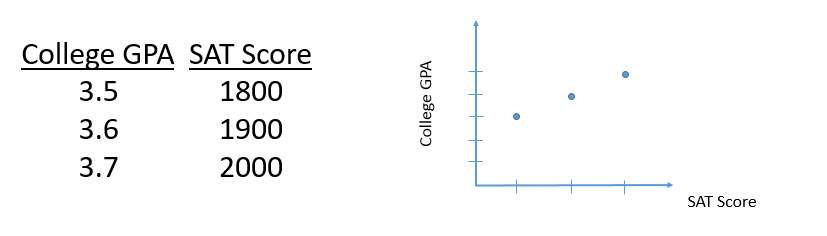 College GPA SAT Score
3.5 1800
3.6 1900
3.7 2000
College GPA
SAT Score